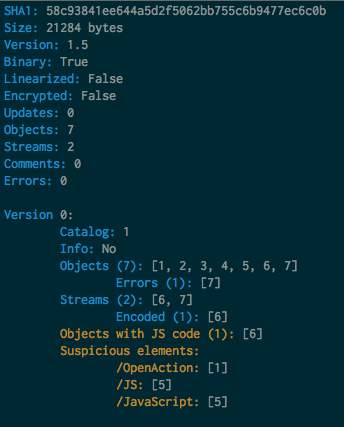 SHA1: 58c93841ee644a5d2f5062bb755c6b9477ec6c0b
Size: 21284 bytes
Version: 1.5
Binary: True
Linearized: False
Encrypted: False
Updates: 0
Objects: 7
Streams: 2
Comments: 0
Errors: 0
Version 0:
Catalog: 1
Info: No
Objects (7): [1, 2, 3, 4, 5, 6, 7]
Errors (1): [7]
Streams (2): [6, 7]
Encoded (1): [6]
Objects with JS code (1): [6]
Suspicious elements:
/OpenAction: [1]
/JS: [5]
/JavaScript: [5]